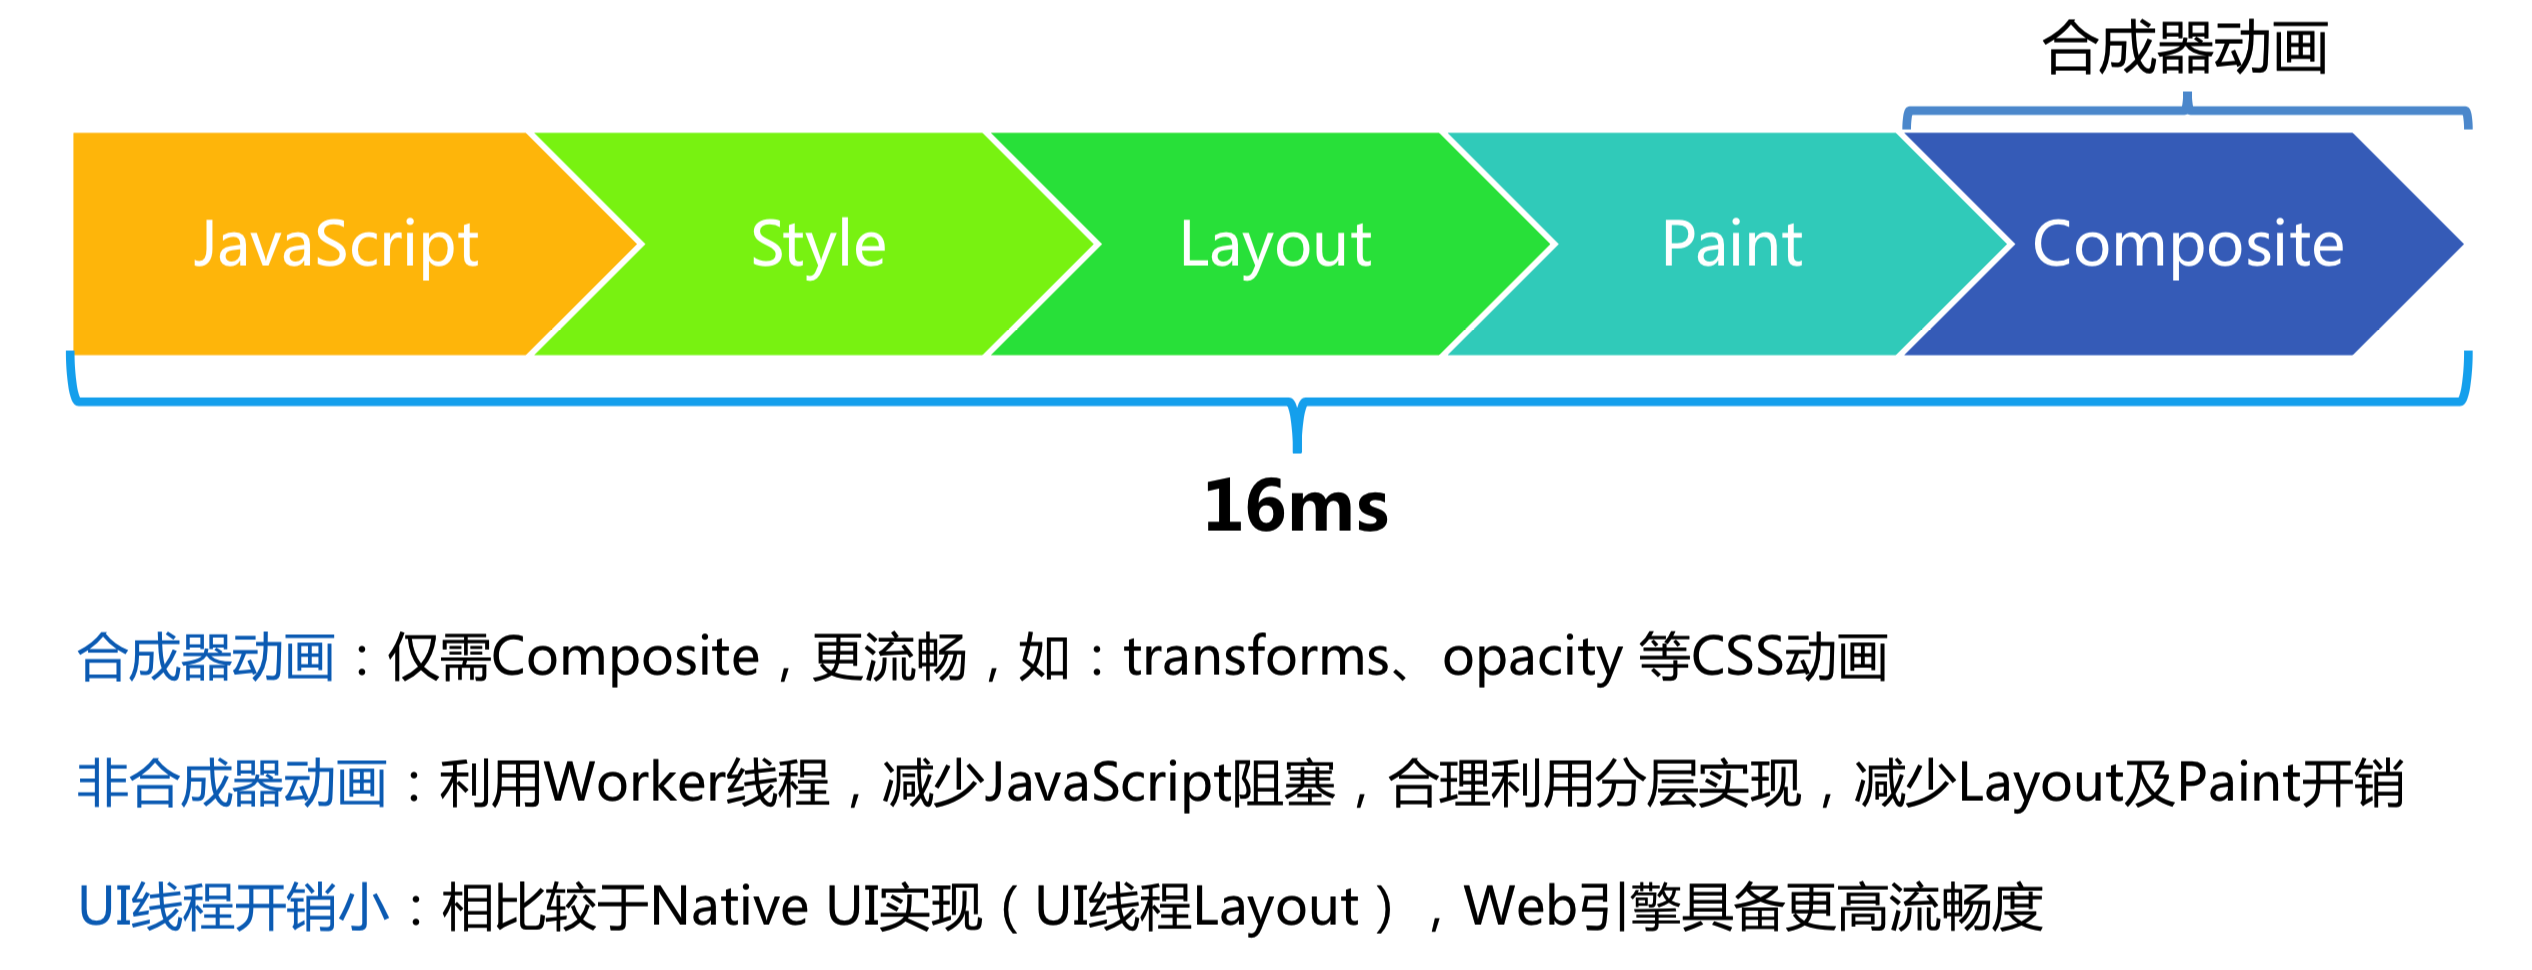 合成器动画
JavaScript Style Layout Paint Composite
16ms
合成器动画：仅需Composite，更流畅，如：transforms、opacity 等CSS动画
非合成器动画：利用Worker线程，减少JavaScript阻塞，合理利用分层实现，减少Layout及Paint开销
UI线程开销小：相比较于Native UI实现（UI线程Layout），Web引擎具备更高流畅度